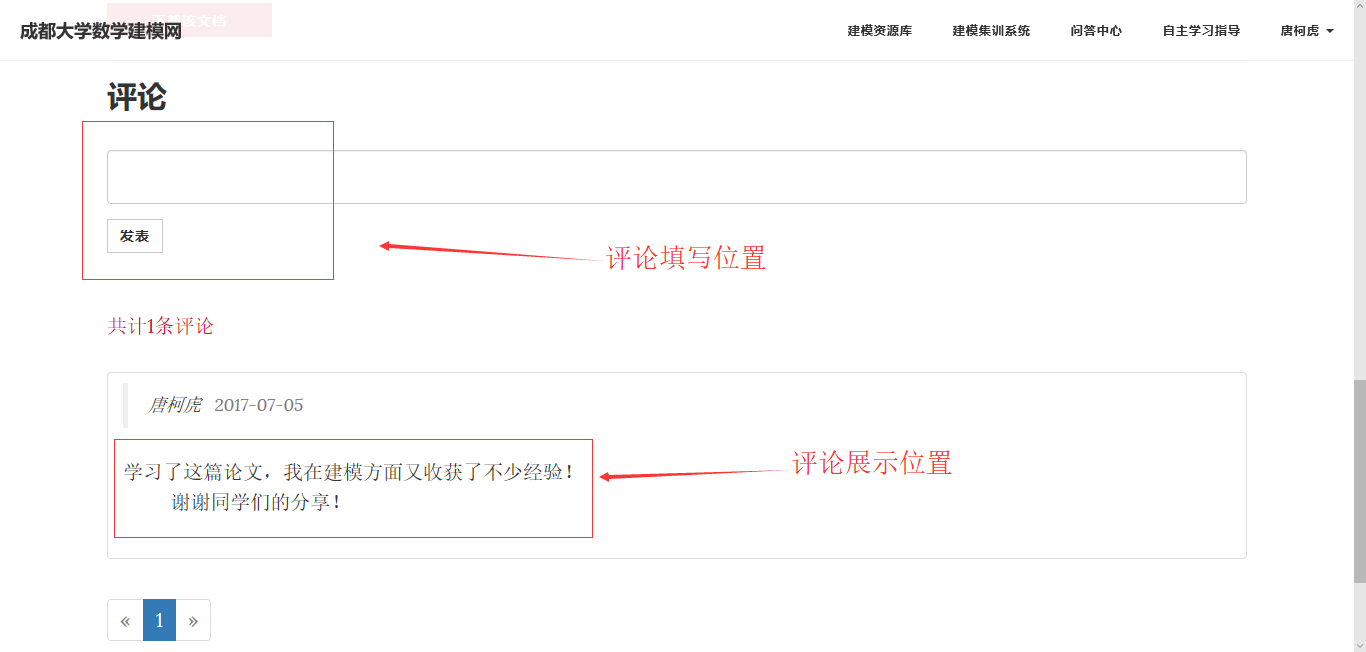 成都大学数学建模网
建模资源库 建模集训系统 问答中心 自主学习指导 唐柯虎
评论
发表
评论填写位置
共计1条评论
唐柯虎 2017-07-05
学习了这篇论文，我在建模方面又收获了不少经验！
谢谢同学们的分享！
评论展示位置
« 1 »